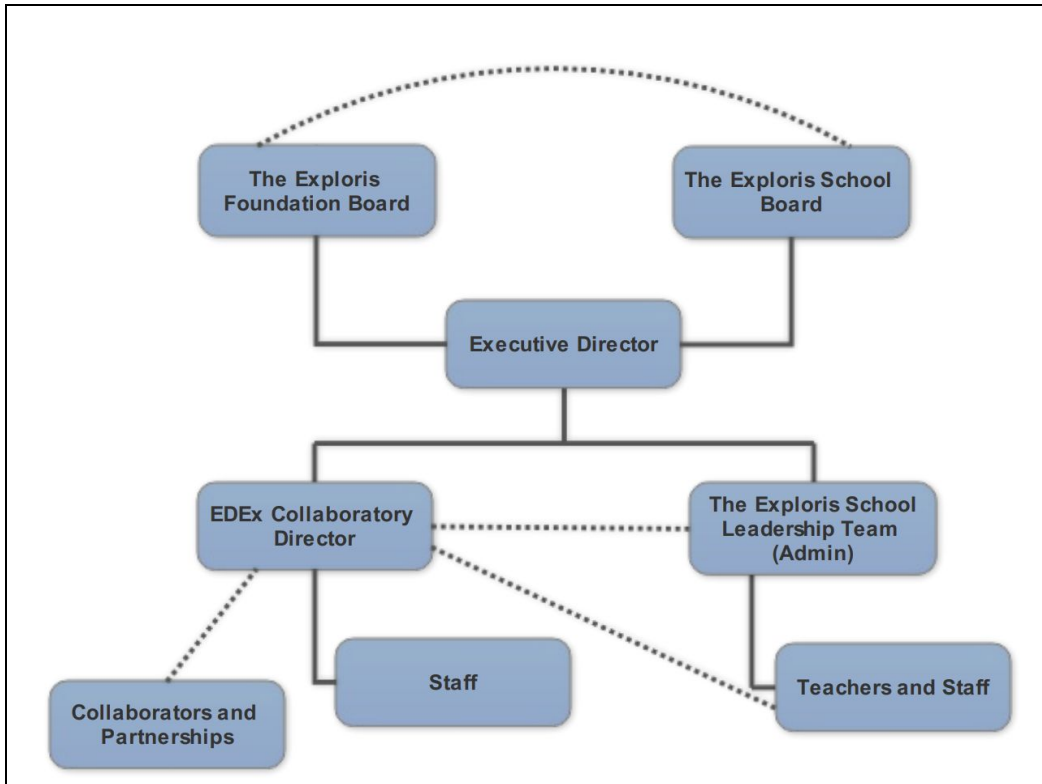 The Exploris
Foundation Board
The Exploris School
Board
Executive Director
EDEx Collaboratory
Director
The Exploris School
Leadership Team
(Admin)
Staff
Teachers and Staff
Collaborators and
Partnerships